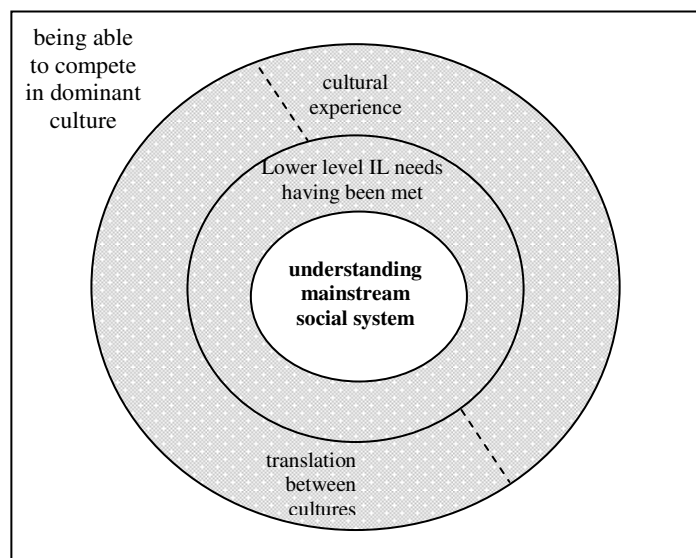 being able
to compete
in dominant
culture
cultural
experience
Lower level IL needs
having been met
understanding
mainstream
social system
translation
between
cultures